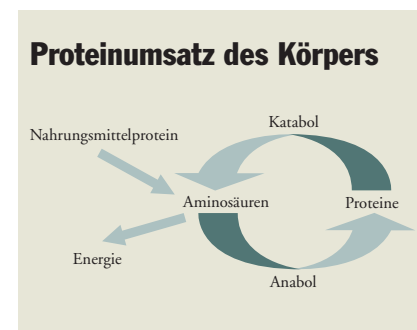 Proteinumsatz des Körpers
Katabol
Nahrungsmittelprotein
Aminosäuren
Proteine
Energie
Anabol